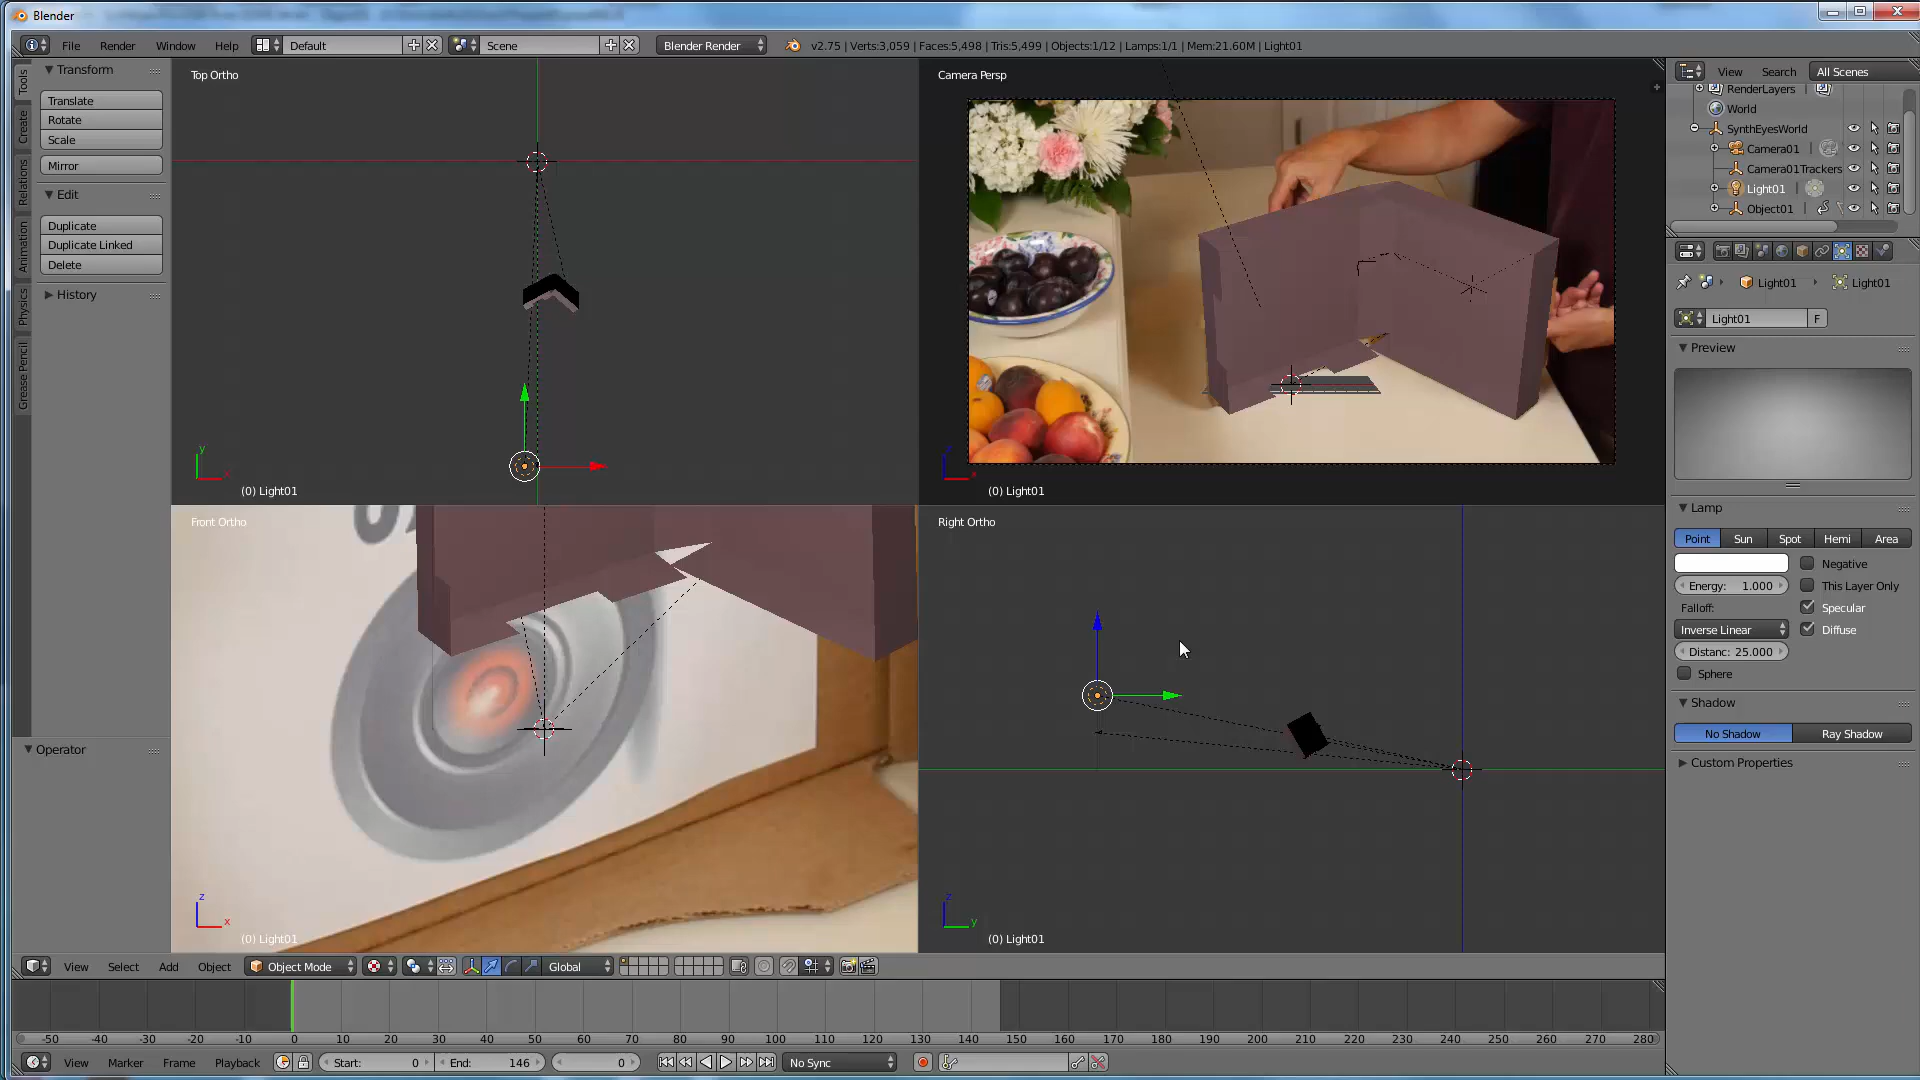 Blender
File Render Window Help Default Scene Blender Render v2.75 | Verts:3,059 | Faces:5,498 | Tris:5,499 | Objects:1/12 | Lamps:1/1 | Mem:21.60M | Light01
Tools
Create
Relations
Animation
Physics
Grease Pencil
Transform
Translate
Rotate
Scale
Mirror
Edit
Duplicate
Duplicate Linked
Delete
History
Operator
Top Ortho
y
x
(0) Light01
Camera Persp
z
x
(0) Light01
Front Ortho
z
x
(0) Light01
Right Ortho
z
y
(0) Light01
View Search All Scenes
RenderLayers
World
SynthEyesWorld
Camera01
Camera01Trackers
Light01
Object01
Light01 Light01
Light01 F
Preview
Lamp
Point Sun Spot Hemi Area
Negative
Energy: 1.000 This Layer Only
Falloff: Specular
Inverse Linear Diffuse
Distanc: 25.000
Sphere
Shadow
No Shadow Ray Shadow
Custom Properties
View Select Add Object Object Mode Global
-50 -40 -30 -20 -10 0 10 20 30 40 50 60 70 80 90 100 110 120 130 140 150 160 170 180 190 200 210 220 230 240 250 260 270 280
View Marker Frame Playback Start: 0 End: 146 0 No Sync